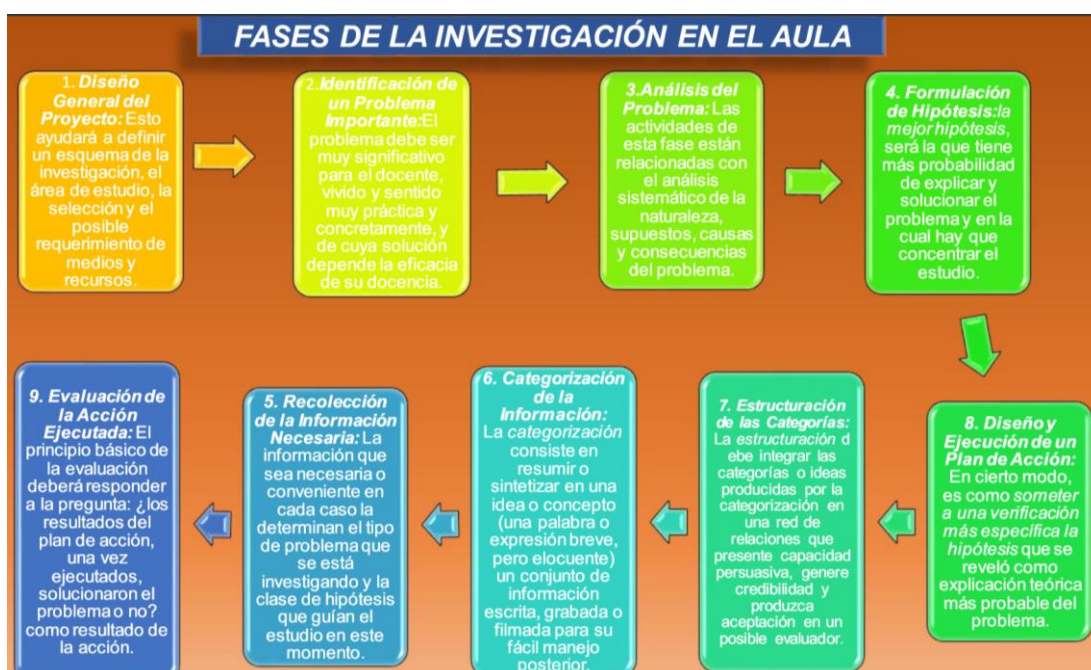 FASES DE LA INVESTIGACIÓN EN EL AULA
1. Diseño
General del
Proyecto: Esto
ayudará a definir
un esquema de la
investigación, el
área de estudio, la
selección y el
posible
requerimiento de
medios y
recursos.
2.Identificación de
un Problema
Importante:El
problema debe ser
muy significativo
para el docente,
vivido y sentido
muy práctica y
concretamente, y
de cuya solución
depende la eficacia
de su docencia.
3.Análisis del
Problema: Las
actividades de
esta fase están
relacionadas con
el análisis
sistemático de la
naturaleza,
supuestos, causas
y consecuencias
del problema.
4. Formulación
de Hipótesis:la
mejor hipótesis,
será la que tiene
más probabilidad
de explicar y
solucionar el
problema y en la
cual hay que
concentrar el
estudio.
9. Evaluación de
la Acción
Ejecutada: El
principio básico de
la evaluación
deberá responder
a la pregunta: ¿los
resultados del
plan de acción,
una vez
ejecutados,
solucionaron el
problema o no?
como resultado de
la acción.
5. Recolección
de la Información
Necesaria: La
información que
sea necesaria o
conveniente en
cada caso la
determinan el tipo
de problema que
se está
investigando y la
clase de hipótesis
que guían el
estudio en este
momento.
6. Categorización
de la
Información:
La categorización
consiste en
resumir o
sintetizar en una
idea o concepto
(una palabra o
expresión breve,
pero elocuente)
un conjunto de
información
escrita, grabada o
filmada para su
fácil manejo
posterior.
7. Estructuración
de las Categorías:
La estructuración d
ebe integrar las
categorías o ideas
producidas por la
categorización en
una red de
relaciones que
presente capacidad
persuasiva, genere
credibilidad y
produzca
aceptación en un
posible evaluador.
8. Diseño y
Ejecución de un
Plan de Acción:
En cierto modo,
es como someter
a una verificación
más específica la
hipótesis que se
reveló como
explicación teórica
más probable del
problema.